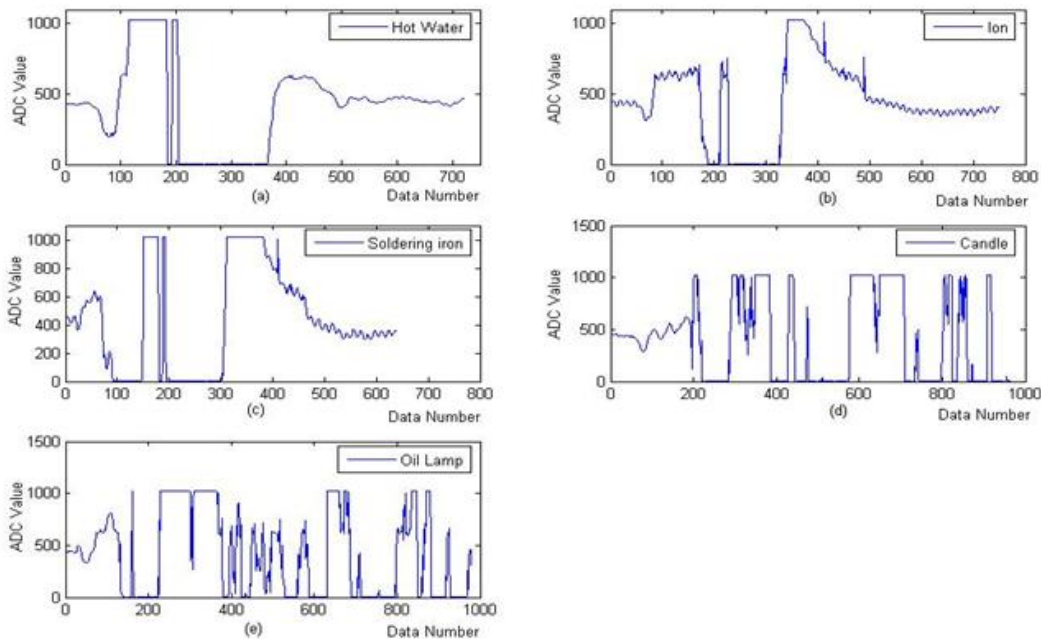 1000
500
0
ADC Value
Hot Water
0 100 200 300 400 500 600 700 800
(a)
Data Number
1000
500
0
ADC Value
Ion
0 100 200 300 400 500 600 700 800
(b)
Data Number
1000
800
600
400
200
0
ADC Value
Soldering iron
0 100 200 300 400 500 600 700 800
(c)
Data Number
1500
1000
500
0
ADC Value
Candle
0 200 400 600 800 1000
(d)
Data Number
1500
1000
500
0
ADC Value
Oil Lamp
0 200 400 600 800 1000
(e)
Data Number